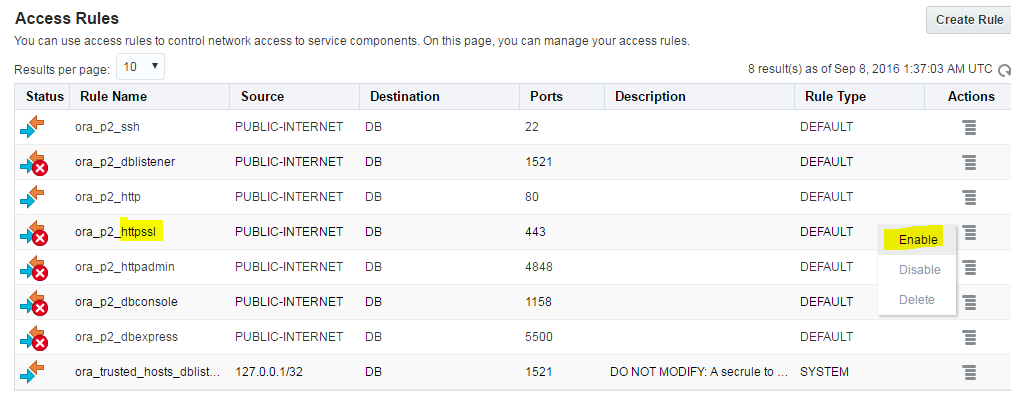 Access Rules
Create Rule
You can use access rules to control network access to service components. On this page, you can manage your access rules.
Results per page: 10
8 result(s) as of Sep 8, 2016 1:37:03 AM UTC
Status Rule Name Source Destination Ports Description Rule Type Actions
ora_p2_ssh PUBLIC-INTERNET DB 22 DEFAULT
ora_p2_dblistener PUBLIC-INTERNET DB 1521 DEFAULT
ora_p2_http PUBLIC-INTERNET DB 80 DEFAULT
ora_p2_httpssl PUBLIC-INTERNET DB 443 DEFAULT
Enable
ora_p2_httpadmin PUBLIC-INTERNET DB 4848 DEFAULT
Disable
ora_p2_dbconsole PUBLIC-INTERNET DB 1158 DEFAULT
Delete
ora_p2_dbexpress PUBLIC-INTERNET DB 5500 DEFAULT
ora_trusted_hosts_dblist... 127.0.0.1/32 DB 1521 DO NOT MODIFY: A secrule to ... SYSTEM